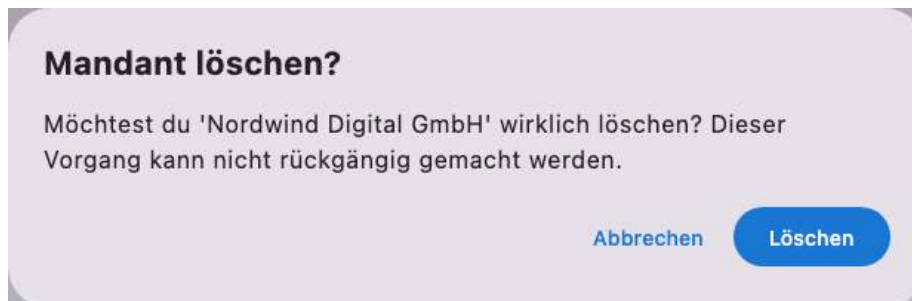 Mandant löschen?
Möchtest du 'Nordwind Digital GmbH' wirklich löschen? Dieser
Vorgang kann nicht rückgängig gemacht werden.
Abbrechen Löschen